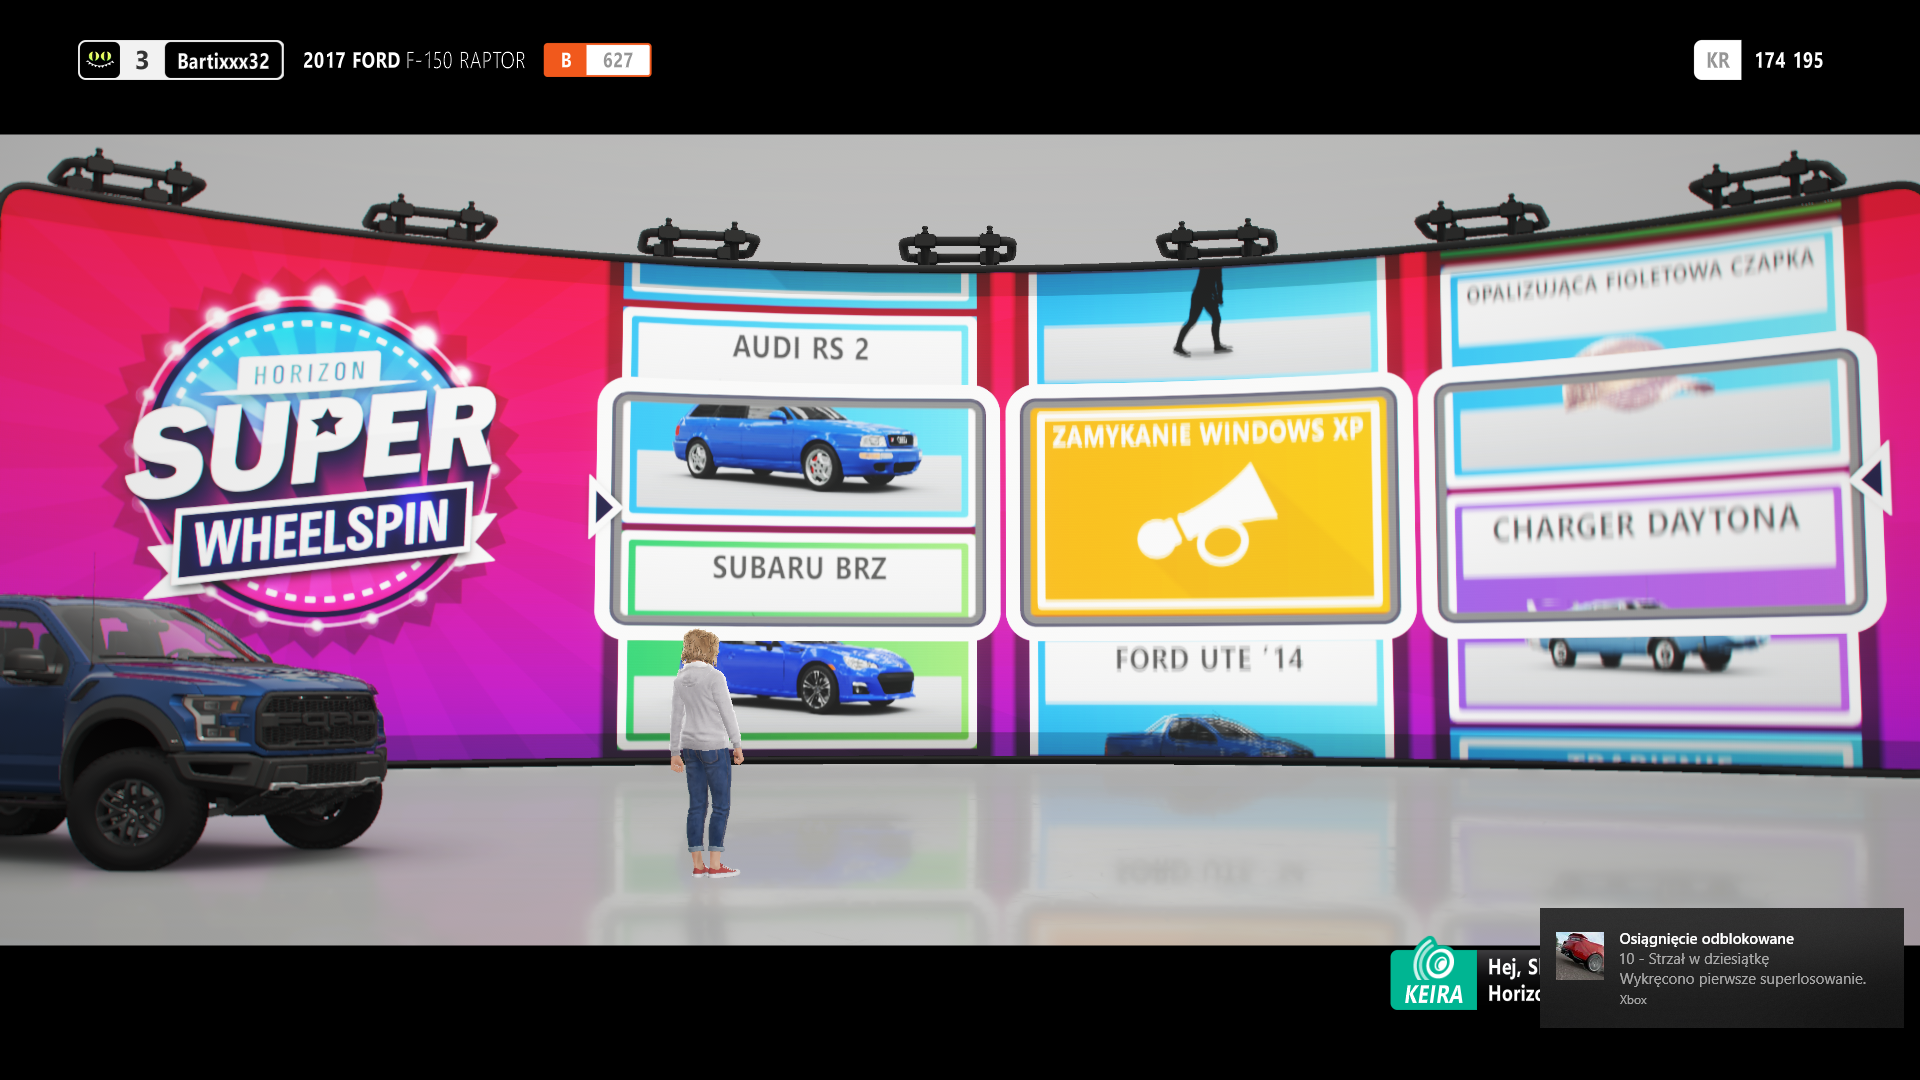 3 Bartixxx32 2017 FORD F-150 RAPTOR B 627
KR 174 195
HORIZON
SUPER
WHEELSPIN
AUDI RS 2
SUBARU BRZ
ZAMYKANIE WINDOWS XP
FORD UTE '14
OPALIZUJĄCA FIOLETOWA CZAPKA
CHARGER DAYTONA
KEIRA
Hej,
Osiągnięcie odblokowane
10 - Strzał w dziesiątkę
Wykręcono pierwsze superlosowanie.
Xbox